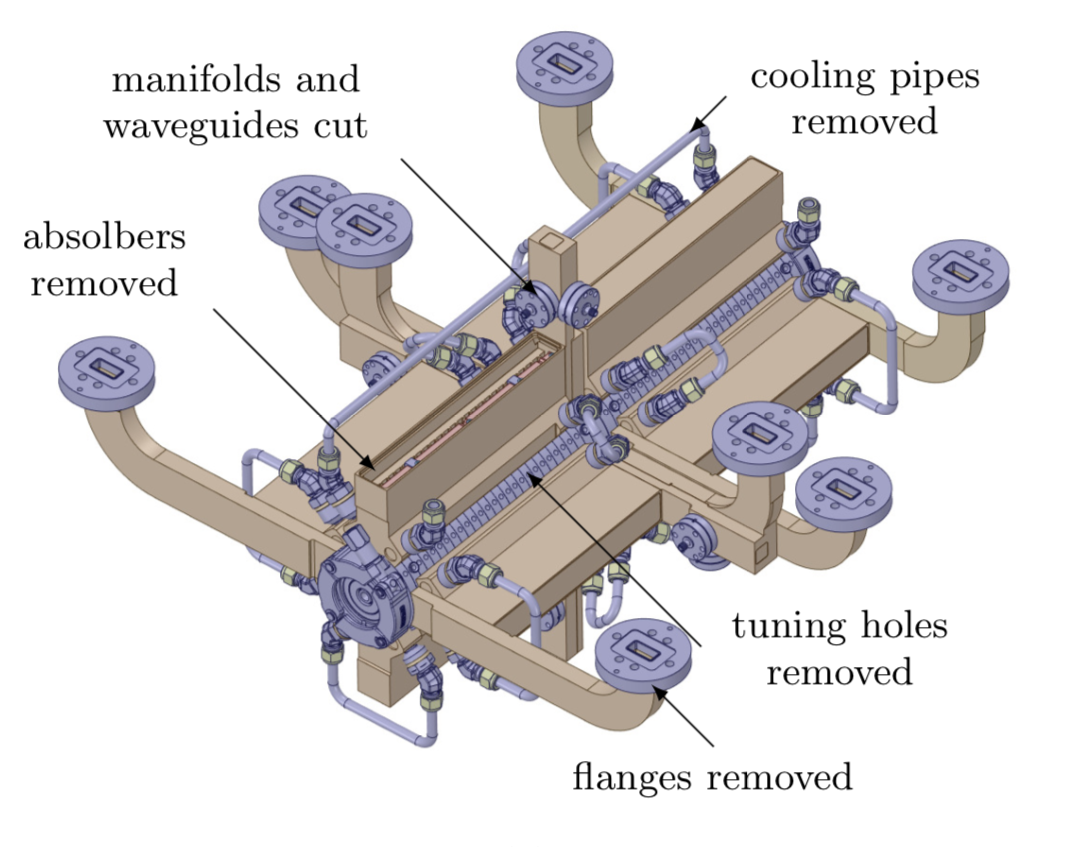 manifolds and
waveguides cut
cooling pipes
removed
absolbers
removed
tuning holes
removed
flanges removed